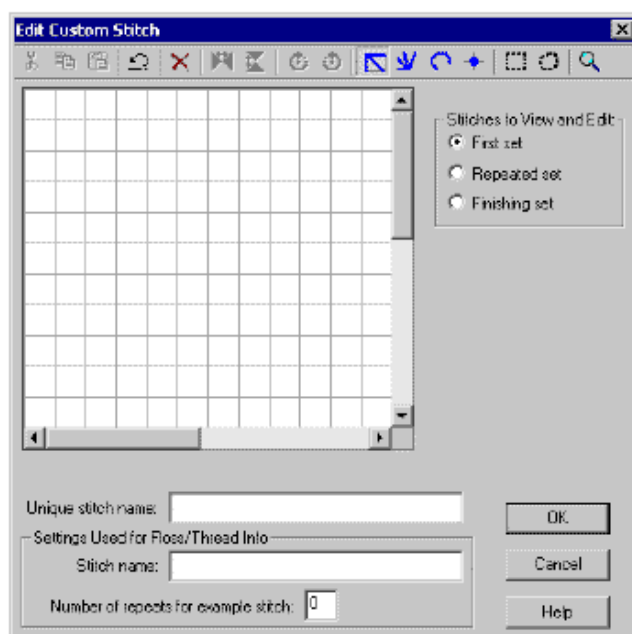 Edit Custom Stitch
Stitches to View and Edit:
First set
Repeated set
Finishing set
Unique stitch name:
Settings Used for Floss/Thread Info
Stitch name:
Number of repeats for example stitch: 0
OK
Cancel
Help